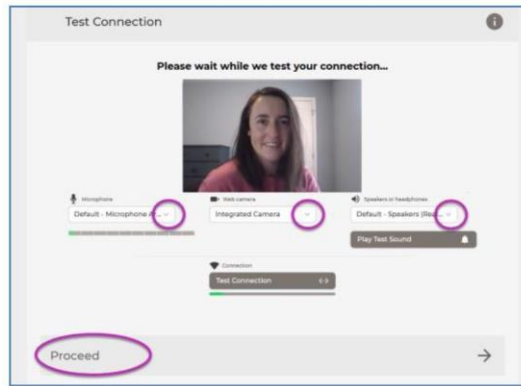 Test Connection
Please wait while we test your connection...
Microphone
Web camera
Speakers or headphones
Default - Microphone A...
Integrated Camera
Default - Speakers (Rea...
Play Test Sound
Connection
Test Connection
Proceed